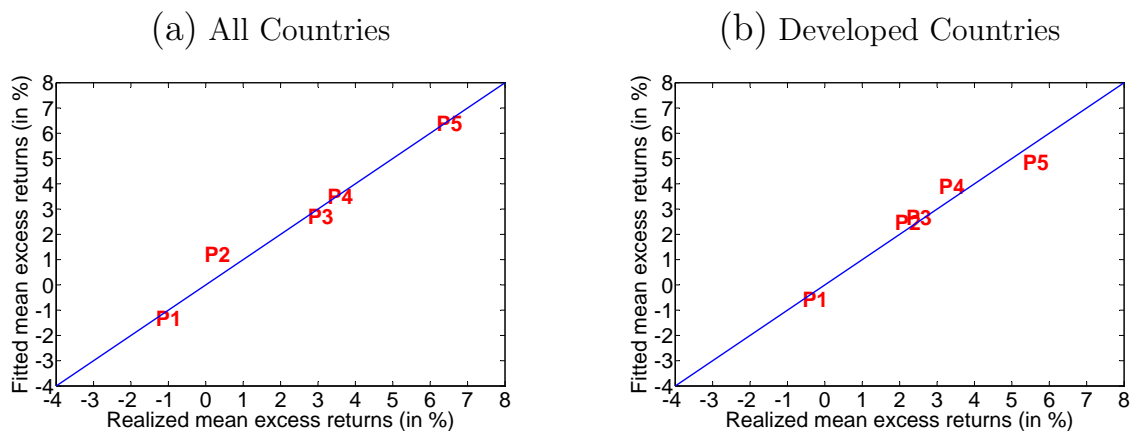 (a) All Countries
Fitted mean excess returns (in %)
8
7
6
5
4
3
2
1
0
-1
-2
-3
-4
P5
P4
P3
P2
P1
-4 -3 -2 -1 0 1 2 3 4 5 6 7 8
Realized mean excess returns (in %)
(b) Developed Countries
Fitted mean excess returns (in %)
8
7
6
5
4
3
2
1
0
-1
-2
-3
-4
P5
P4
P3
P2
P1
-4 -3 -2 -1 0 1 2 3 4 5 6 7 8
Realized mean excess returns (in %)